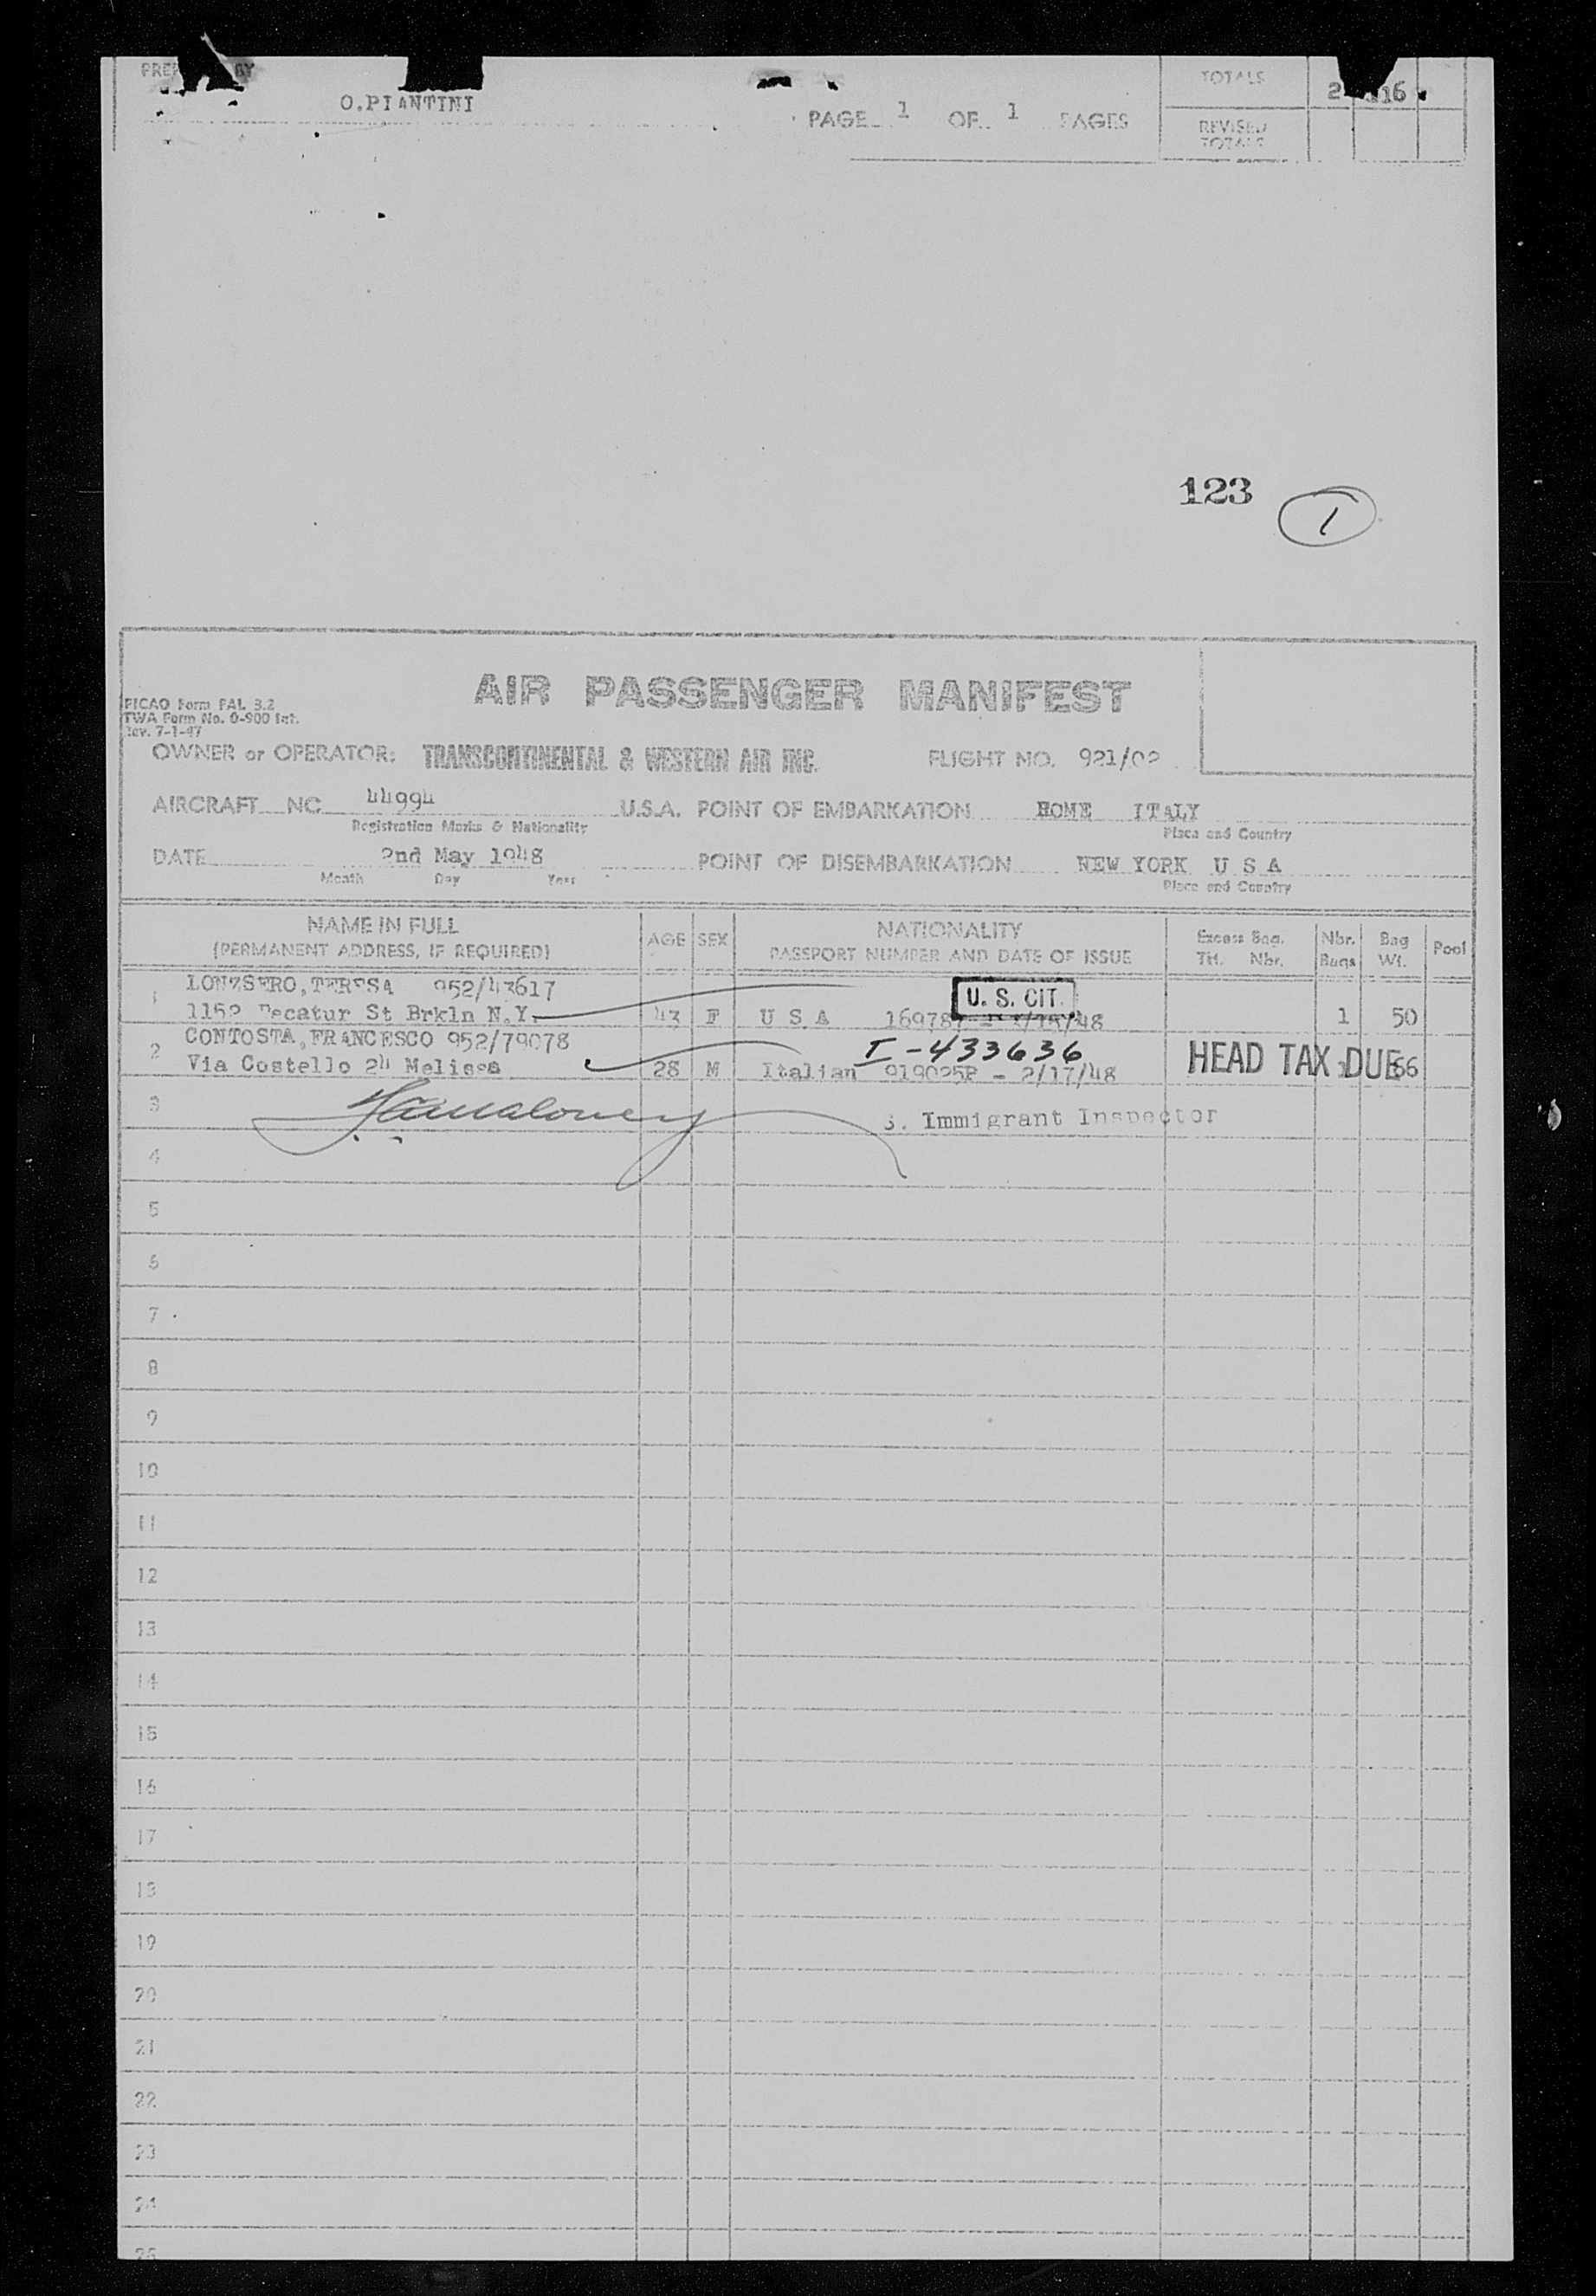 O.PIANTINI
PAGE 1 OF 1 PAGES
TOTALS
REVISED TOTALS
123
1
AIR PASSENGER MANIFEST
PICAO Form PAL 3.2
TWA Form No. 0-900 Int.
Rev. 7-1-47
OWNER or OPERATOR: TRANSCONTINENTAL & WESTERN AIR INC. FLIGHT NO. 921/02
AIRCRAFT NC 44994 U.S.A. POINT OF EMBARKATION ROME ITALY
Registration Marks & Nationality Place and Country
DATE 2nd May 1948 POINT OF DISEMBARKATION NEW YORK U S A
Month Day Year Place and Country
NAME IN FULL AGE SEX NATIONALITY Excess Bag. Nbr. Bag Pool
(PERMANENT ADDRESS, IF REQUIRED) PASSPORT NUMBER AND DATE OF ISSUE Tkt. Nbr. Bags Wt.
1 LONZSERO, TERESA 952/43617 U. S. CIT.
1152 Decatur St Brkln N.Y. 43 F U S A 1 50
2 CONTOSTA, FRANCESCO 952/79078 I-433636 HEAD TAX DUE
Via Costello 24 Melissa 28 M Italian 919025P - 2/17/48 66
3 S. Immigrant Inspector
4
5
6
7
8
9
10
11
12
13
14
15
16
17
18
19
20
21
22
23
24
25